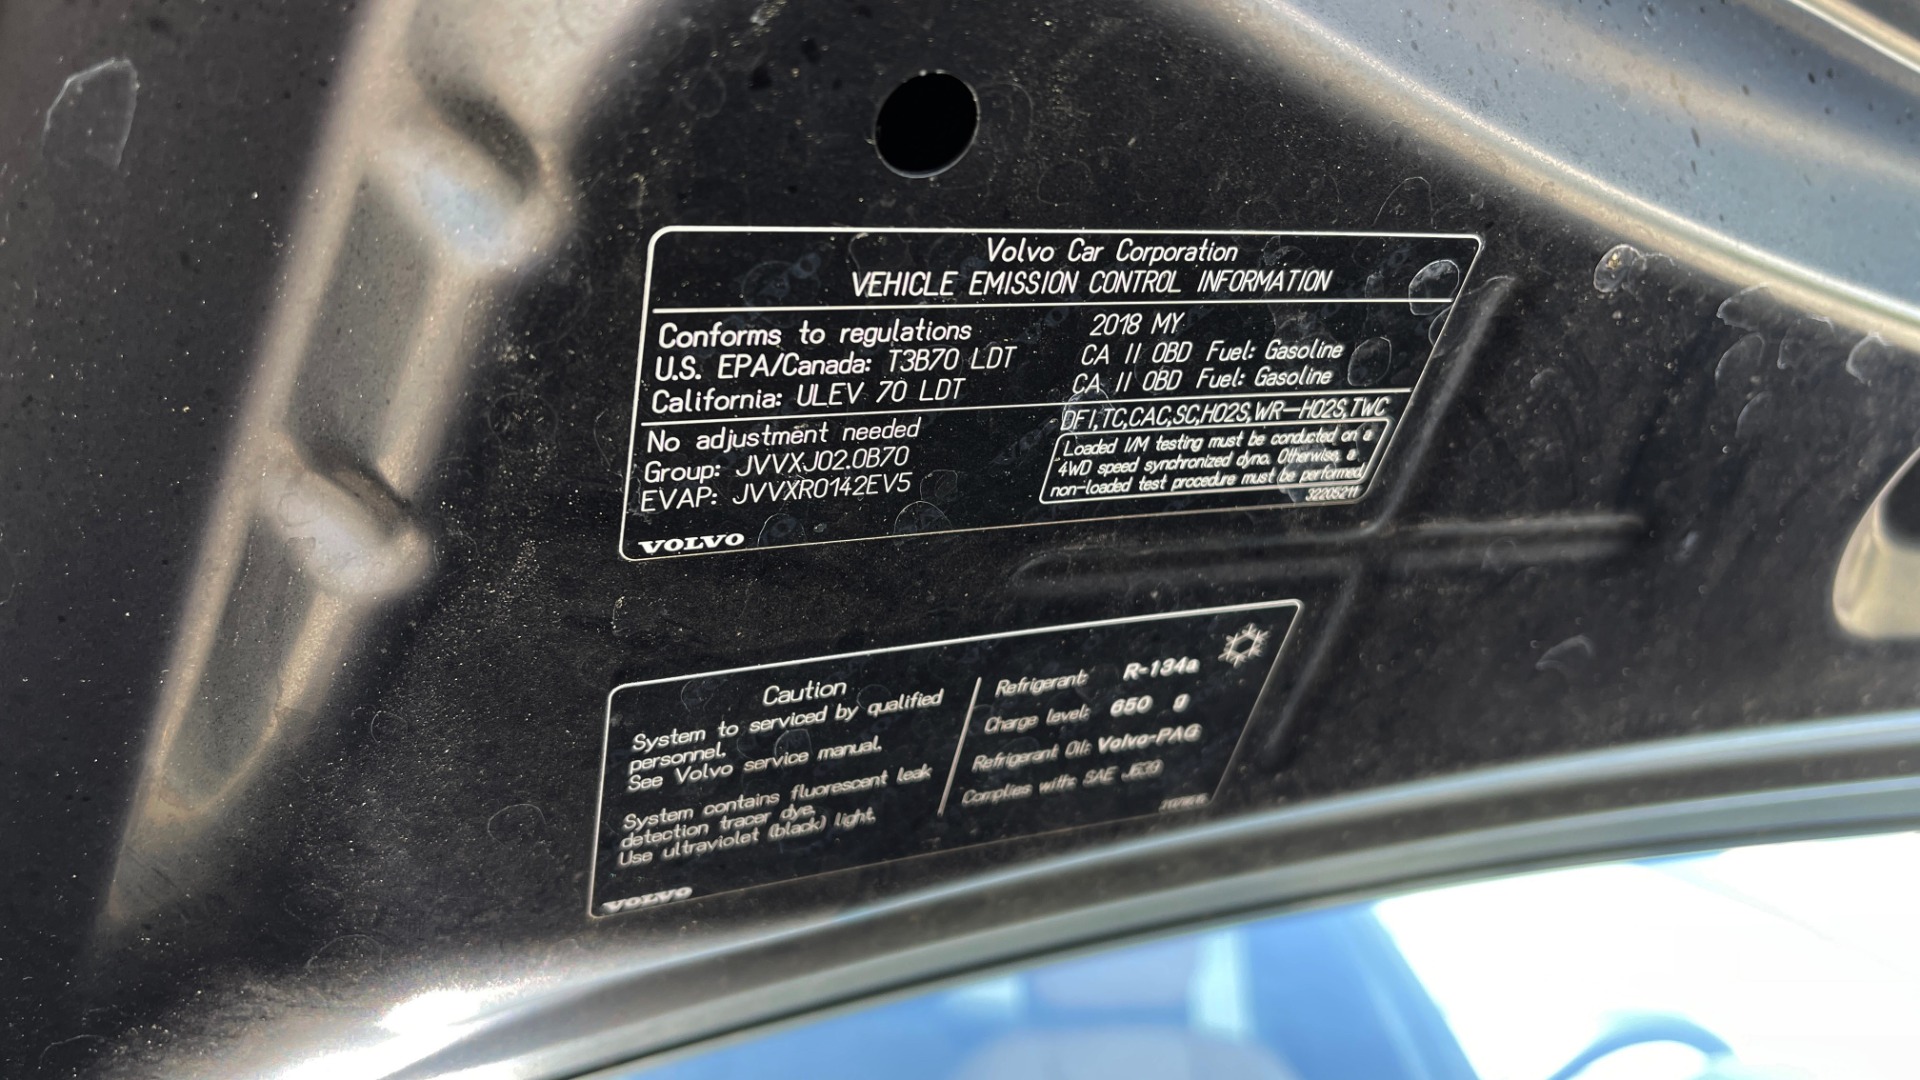 Volvo Car Corporation
VEHICLE EMISSION CONTROL INFORMATION
Conforms to regulations 2018 MY
U.S. EPA/Canada: T3B70 LDT CA II OBD Fuel: Gasoline
California: ULEV 70 LDT CA II OBD Fuel: Gasoline
No adjustment needed
Group: JVVXJ02.0B70
EVAP: JVVXR0142EV5
DFI,TC,CAC,SC,HO2S,WR-HO2S,TWC
Loaded I/M testing must be conducted on a
4WD speed synchronized dyno. Otherwise, a
non-loaded test procedure must be performed
32205211
VOLVO
Caution
System to serviced by qualified
personnel.
See Volvo service manual.
System contains fluorescent leak
detection tracer dye.
Use ultraviolet (black) light.
Refrigerant: R-134a
Charge level: 650 g
Refrigerant Oil: Volvo-PAG
Complies with: SAE J639
VOLVO